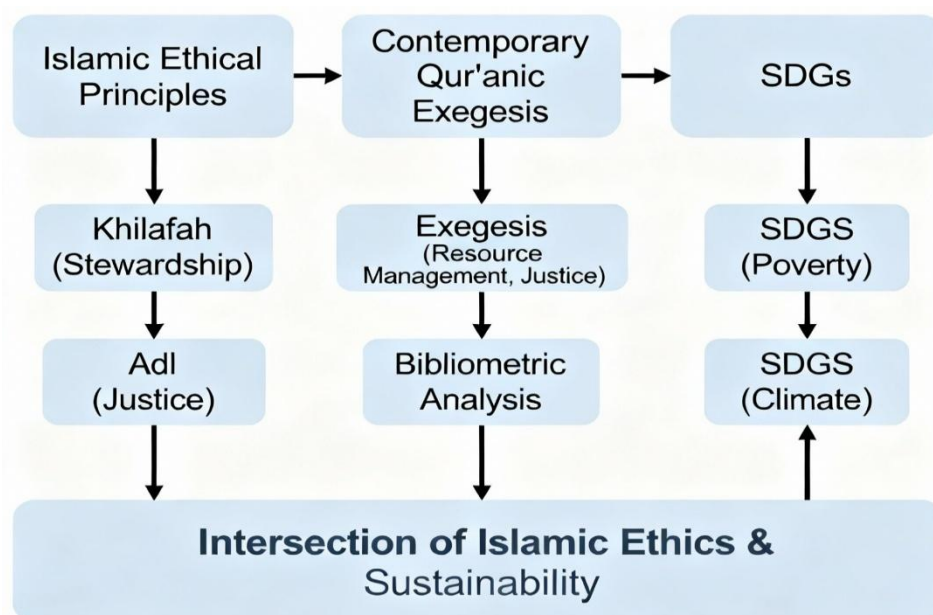 Islamic Ethical
Principles
Contemporary
Qur'anic
Exegesis
SDGs
Khilafah
(Stewardship)
Exegesis
(Resource
Management, Justice)
SDGS
(Poverty)
Adl
(Justice)
Bibliometric
Analysis
SDGS
(Climate)
Intersection of Islamic Ethics &
Sustainability